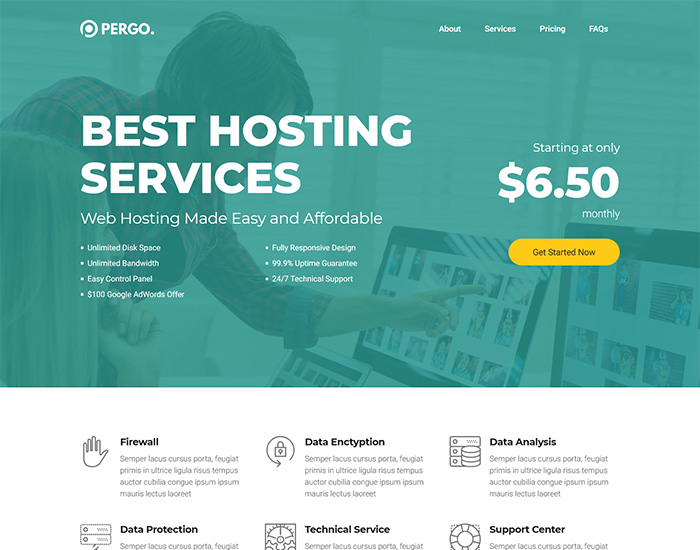 PERGO.
About Services Pricing FAQs
BEST HOSTING
SERVICES
Web Hosting Made Easy and Affordable
Unlimited Disk Space
Unlimited Bandwidth
Easy Control Panel
$100 Google AdWords Offer
Fully Responsive Design
99.9% Uptime Guarantee
24/7 Technical Support
Starting at only
$6.50
monthly
Get Started Now
Firewall
Semper lacus cursus porta, feugiat
primis in ultrice ligula risus tempus
auctor cubilia congue ipsum ipsum
mauris lectus laoreet
Data Enctyption
Semper lacus cursus porta, feugiat
primis in ultrice ligula risus tempus
auctor cubilia congue ipsum ipsum
mauris lectus laoreet
Data Analysis
Semper lacus cursus porta, feugiat
primis in ultrice ligula risus tempus
auctor cubilia congue ipsum ipsum
mauris lectus laoreet
Data Protection
Semper lacus cursus porta, feugiat
Technical Service
Semper lacus cursus porta, feugiat
Support Center
Semper lacus cursus porta, feugiat